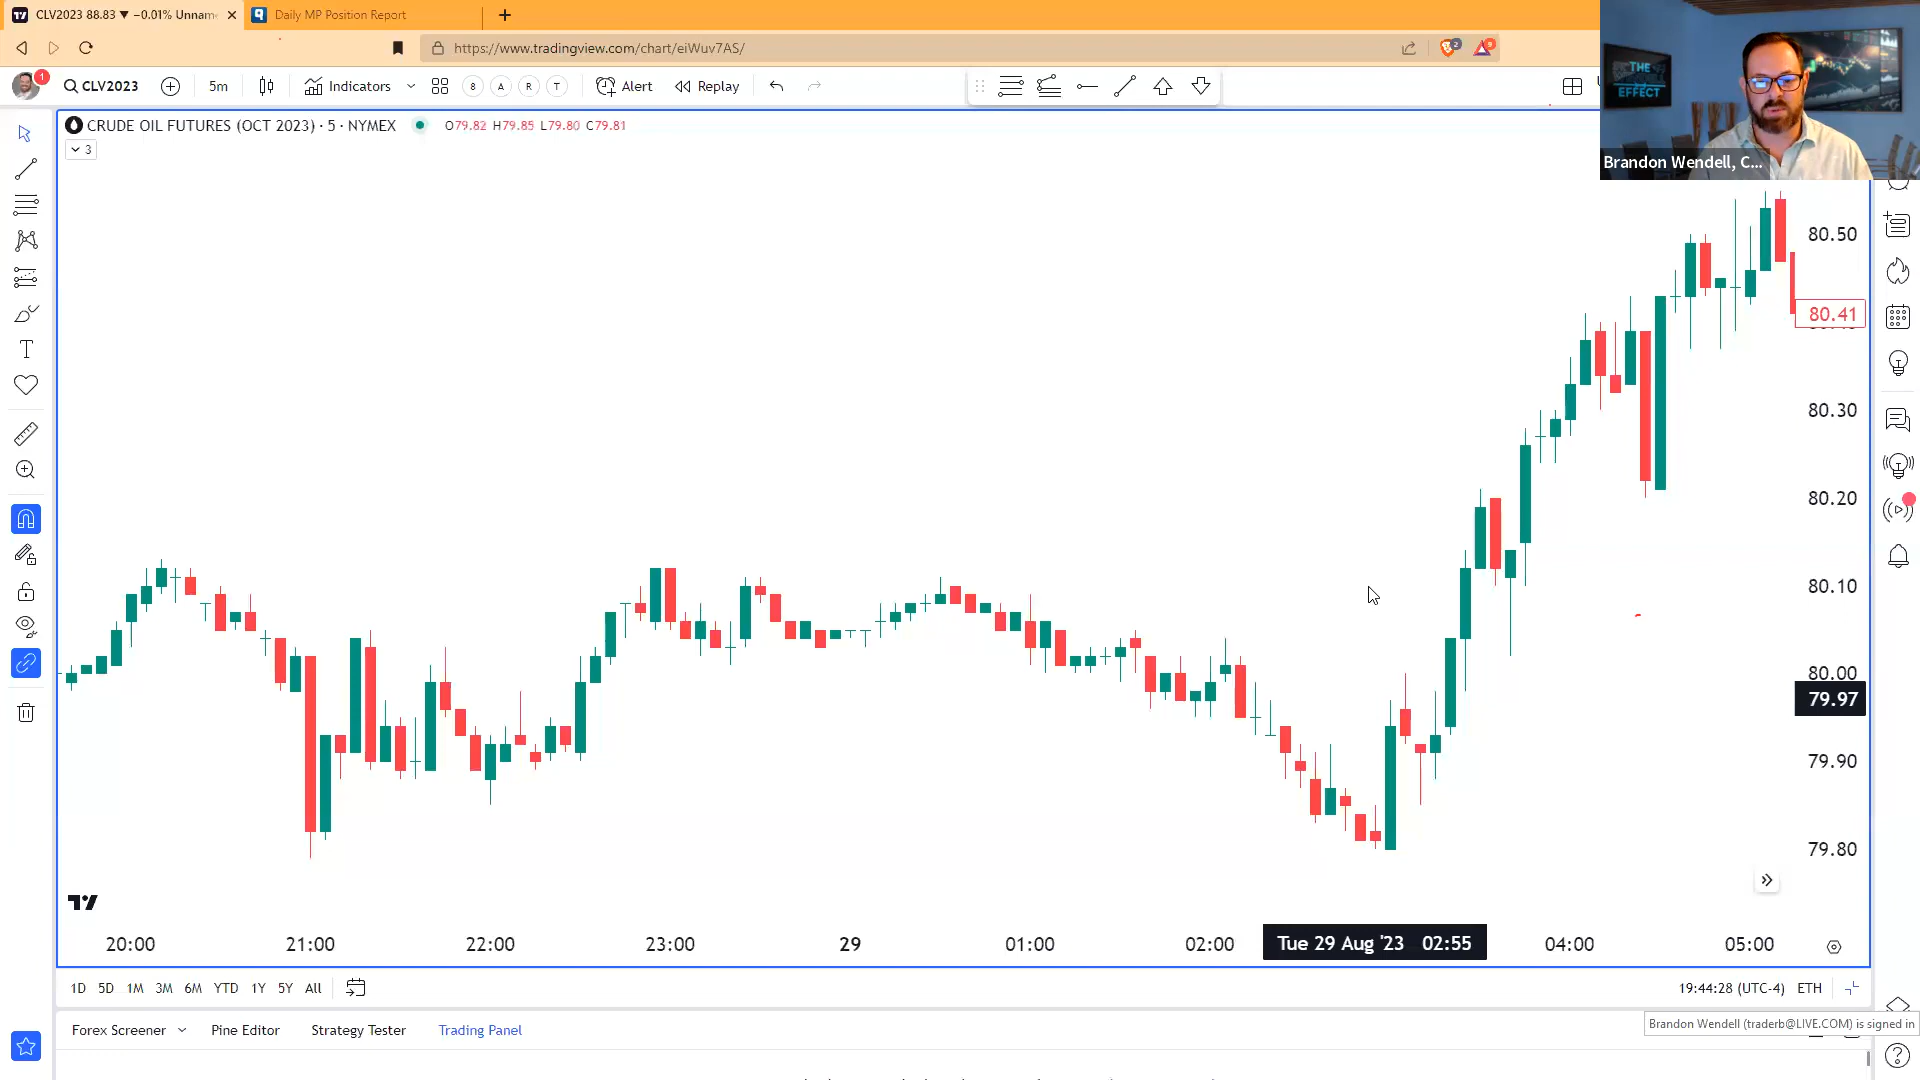 CLV2023 88.83 ▼ −0.01% Unnam
Daily MP Position Report
https://www.tradingview.com/chart/eiWuv7AS/
2
9
1
CLV2023
5m
Indicators
8
A
R
T
Alert
Replay
THE
EFFECT
Brandon Wendell, C...
CRUDE OIL FUTURES (OCT 2023) · 5 · NYMEX
O79.82 H79.85 L79.80 C79.81
3
80.50
80.41
80.30
80.20
80.10
80.00
79.97
79.90
79.80
20:00
21:00
22:00
23:00
29
01:00
02:00
Tue 29 Aug '23 02:55
04:00
05:00
1D 5D 1M 3M 6M YTD 1Y 5Y All
19:44:28 (UTC-4) ETH
Forex Screener
Pine Editor
Strategy Tester
Trading Panel
Brandon Wendell (traderb@LIVE.COM) is signed in